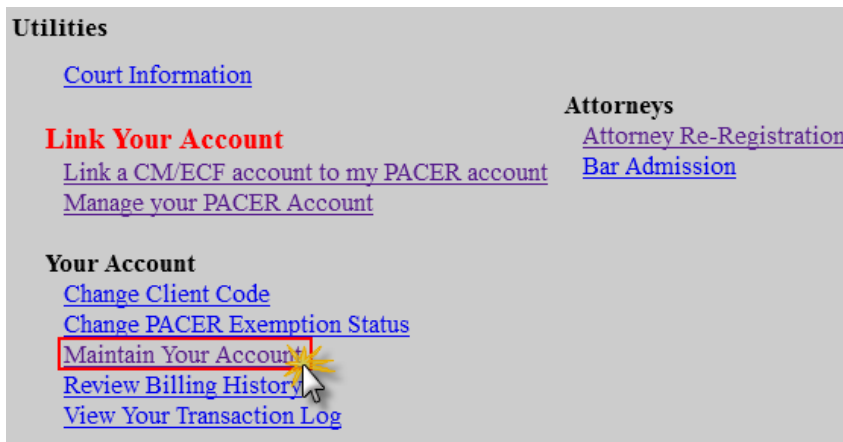 Utilities
Court Information
Link Your Account
Link a CM/ECF account to my PACER account
Manage your PACER Account
Attorneys
Attorney Re-Registration
Bar Admission
Your Account
Change Client Code
Change PACER Exemption Status
Maintain Your Account
Review Billing History
View Your Transaction Log